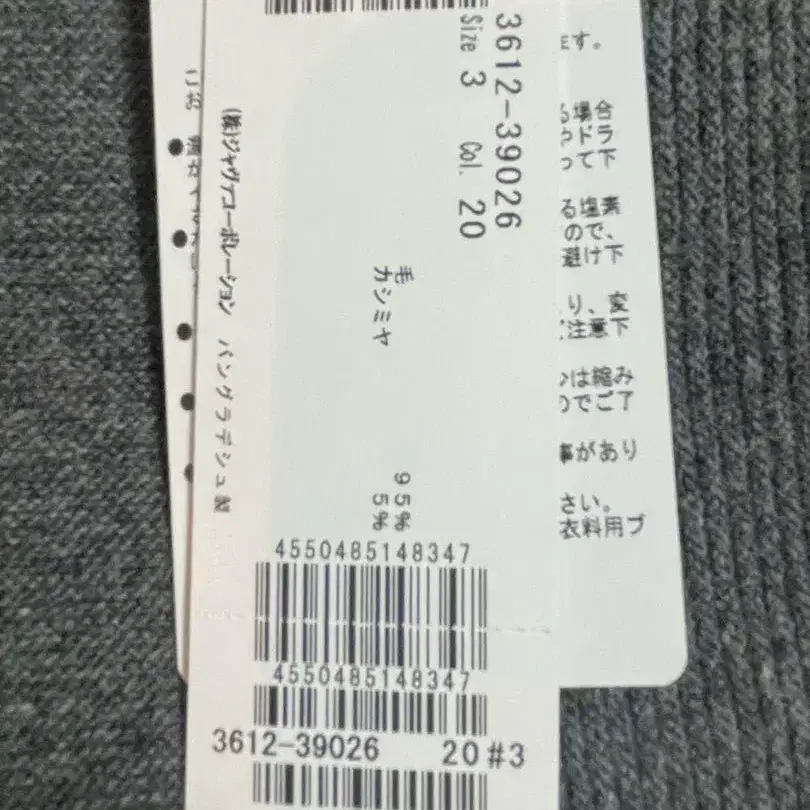 3612-39026
Size 3 Col. 20
毛 95%
カシミヤ 5%
(株)ジャヴァコーポレーション バングラデシュ製
4550485148347
4550485148347
3612-39026 20#3
ます。
る場合
やドラ
って下
る塩素
ので、
避け下
り、変
ご注意下
は縮み
のでご了
事があり
さい。
衣料用ブ